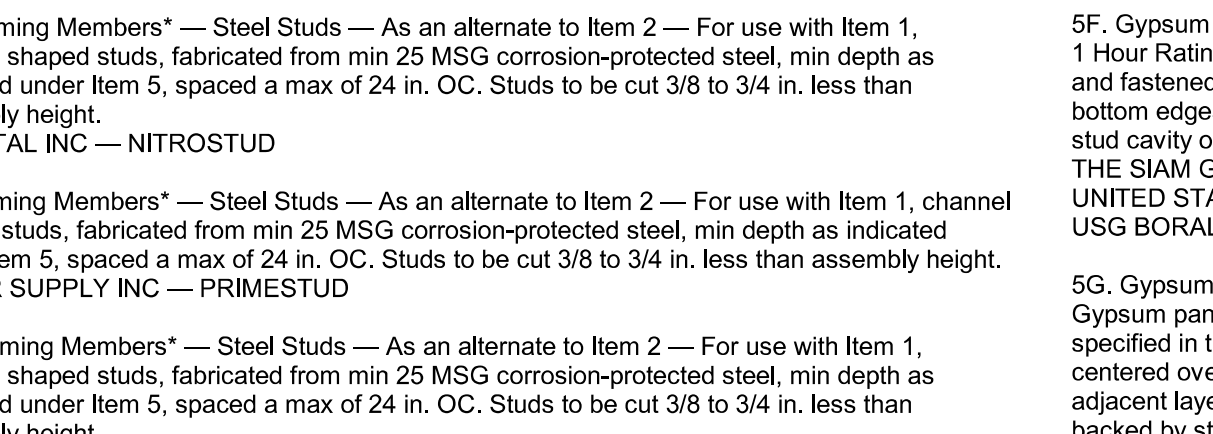 ming Members* — Steel Studs — As an alternate to Item 2 — For use with Item 1,
shaped studs, fabricated from min 25 MSG corrosion-protected steel, min depth as
d under Item 5, spaced a max of 24 in. OC. Studs to be cut 3/8 to 3/4 in. less than
ly height.
TAL INC — NITROSTUD
ming Members* — Steel Studs — As an alternate to Item 2 — For use with Item 1, channel
studs, fabricated from min 25 MSG corrosion-protected steel, min depth as indicated
em 5, spaced a max of 24 in. OC. Studs to be cut 3/8 to 3/4 in. less than assembly height.
R SUPPLY INC — PRIMESTUD
ming Members* — Steel Studs — As an alternate to Item 2 — For use with Item 1,
shaped studs, fabricated from min 25 MSG corrosion-protected steel, min depth as
d under Item 5, spaced a max of 24 in. OC. Studs to be cut 3/8 to 3/4 in. less than
ly height.
5F. Gypsum
1 Hour Ratin
and fastened
bottom edge
stud cavity o
THE SIAM G
UNITED STA
USG BORAL
5G. Gypsum
Gypsum pan
specified in t
centered ove
adjacent laye
backed by st